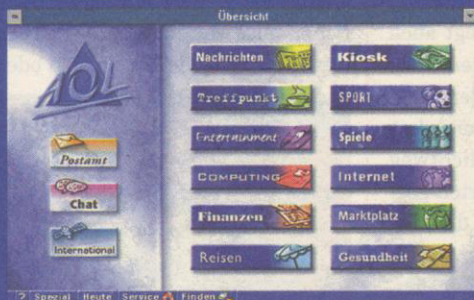 Übersicht
AOL
Nachrichten
Kiosk
Treffpunkt
SPORT
Entertainment
Spiele
COMPUTING
Internet
Finanzen
Marktplatz
Reisen
Gesundheit
Postamt
Chat
International
? Special Heute Service Finden